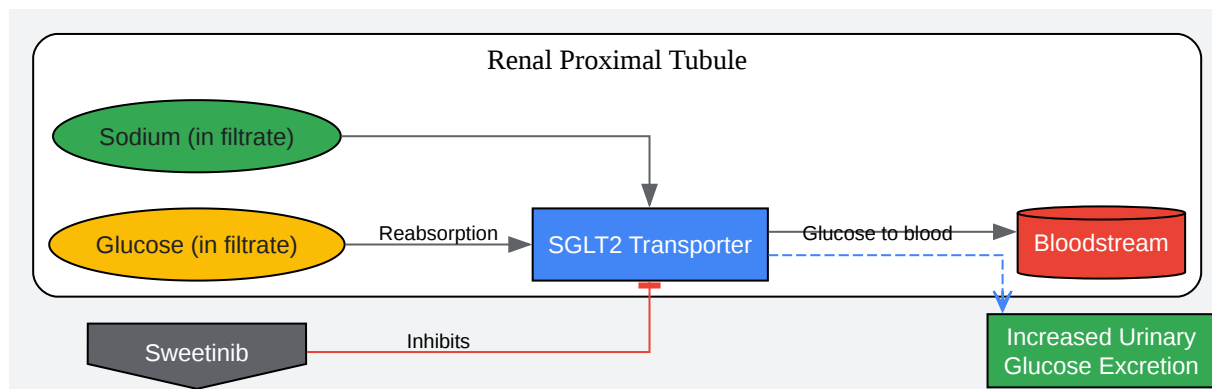 Renal Proximal Tubule
Sodium (in filtrate)
Glucose (in filtrate)
Reabsorption
SGLT2 Transporter
Glucose to blood
Bloodstream
Sweetinib
Inhibits
Increased Urinary
Glucose Excretion